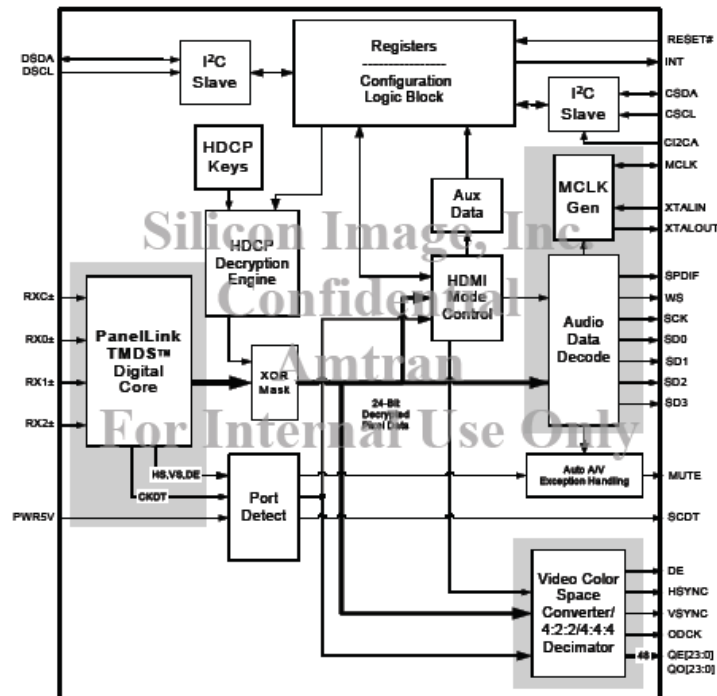 Registers
----------------
Configuration
Logic Block
RESET#
INT
DSDA
DSCL
I²C
Slave
I²C
Slave
CSDA
CSCL
CI2CA
HDCP
Keys
MCLK
Gen
MCLK
XTALIN
XTALOUT
Aux
Data
Silicon Image, Inc.
HDCP
Decryption
Engine
HDMI
Mode
Control
Confidential
SPDIF
WS
SCK
SD0
SD1
SD2
SD3
RXC±
RX0±
RX1±
RX2±
PanelLink
TMDS™
Digital
Core
Audio
Data
Decode
Amtran
XOR
Mask
24-Bit
Decrypted
Pixel Data
For Internal Use Only
HS,VS,DE
CKDT
Port
Detect
Auto A/V
Exception Handling
MUTE
PWR5V
SCDT
Video Color
Space
Converter/
4:2:2/4:4:4
Decimator
DE
HSYNC
VSYNC
ODCK
48
QE[23:0]
QO[23:0]